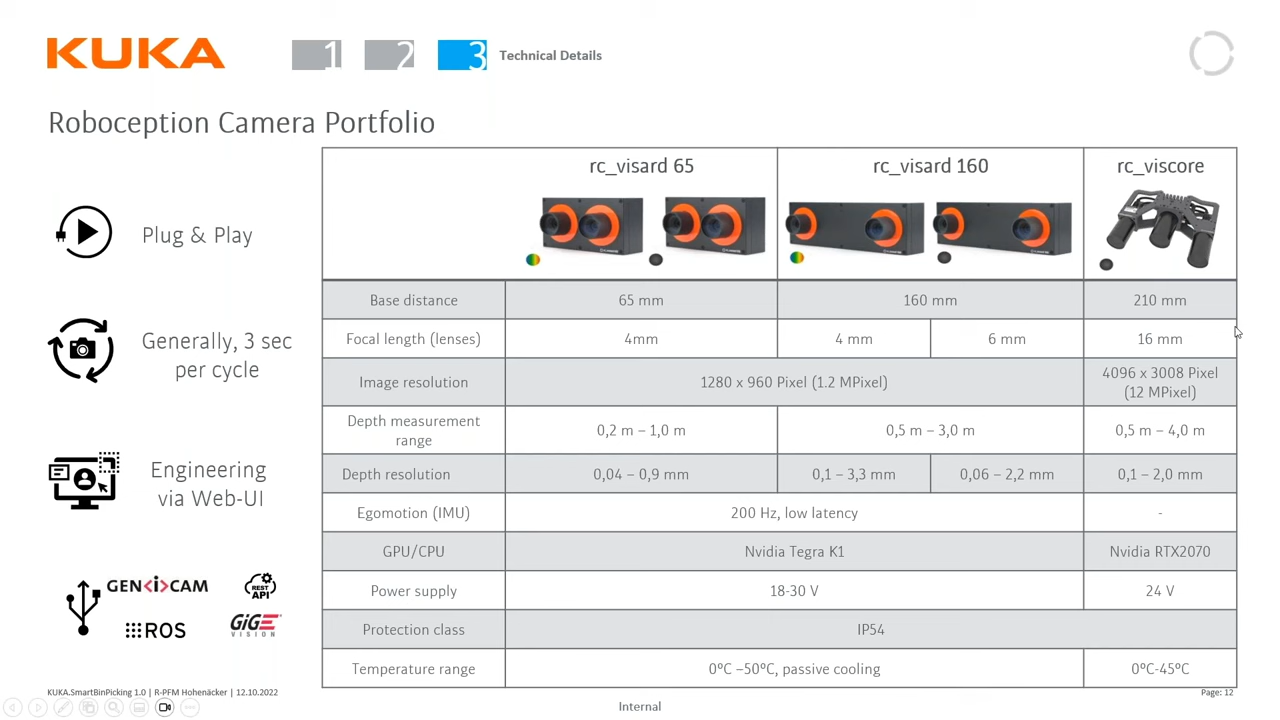 KUKA
1
2
3
Technical Details
Roboception Camera Portfolio
Plug & Play
Generally, 3 sec
per cycle
Engineering
via Web-UI
GEN<i>CAM
REST
API
ROS
GiGE
VISION
rc_visard 65
rc_visard 160
rc_viscore
Base distance
65 mm
160 mm
210 mm
Focal length (lenses)
4mm
4 mm
6 mm
16 mm
Image resolution
1280 x 960 Pixel (1.2 MPixel)
4096 x 3008 Pixel
(12 MPixel)
Depth measurement
range
0,2 m – 1,0 m
0,5 m – 3,0 m
0,5 m – 4,0 m
Depth resolution
0,04 – 0,9 mm
0,1 – 3,3 mm
0,06 – 2,2 mm
0,1 – 2,0 mm
Egomotion (IMU)
200 Hz, low latency
-
GPU/CPU
Nvidia Tegra K1
Nvidia RTX2070
Power supply
18-30 V
24 V
Protection class
IP54
Temperature range
0ºC –50ºC, passive cooling
0ºC-45ºC
KUKA.SmartBinPicking 1.0 | R-PFM Hohenäcker | 12.10.2022
Page: 12
Internal